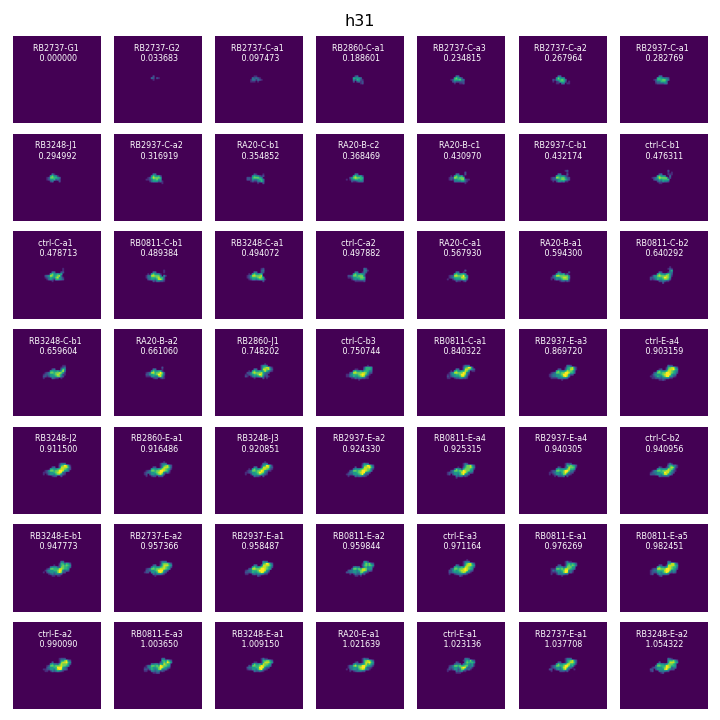 h31
RB2737-G1
0.000000
RB2737-G2
0.033683
RB2737-C-a1
0.097473
RB2860-C-a1
0.188601
RB2737-C-a3
0.234815
RB2737-C-a2
0.267964
RB2937-C-a1
0.282769
RB3248-J1
0.294992
RB2937-C-a2
0.316919
RA20-C-b1
0.354852
RA20-B-c2
0.368469
RA20-B-c1
0.430970
RB2937-C-b1
0.432174
ctrl-C-b1
0.476311
ctrl-C-a1
0.478713
RB0811-C-b1
0.489384
RB3248-C-a1
0.494072
ctrl-C-a2
0.497882
RA20-C-a1
0.567930
RA20-B-a1
0.594300
RB0811-C-b2
0.640292
RB3248-C-b1
0.659604
RA20-B-a2
0.661060
RB2860-J1
0.748202
ctrl-C-b3
0.750744
RB0811-C-a1
0.840322
RB2937-E-a3
0.869720
ctrl-E-a4
0.903159
RB3248-J2
0.911500
RB2860-E-a1
0.916486
RB3248-J3
0.920851
RB2937-E-a2
0.924330
RB0811-E-a4
0.925315
RB2937-E-a4
0.940305
ctrl-C-b2
0.940956
RB3248-E-b1
0.947773
RB2737-E-a2
0.957366
RB2937-E-a1
0.958487
RB0811-E-a2
0.959844
ctrl-E-a3
0.971164
RB0811-E-a1
0.976269
RB0811-E-a5
0.982451
ctrl-E-a2
0.990090
RB0811-E-a3
1.003650
RB3248-E-a1
1.009150
RA20-E-a1
1.021639
ctrl-E-a1
1.023136
RB2737-E-a1
1.037708
RB3248-E-a2
1.054322